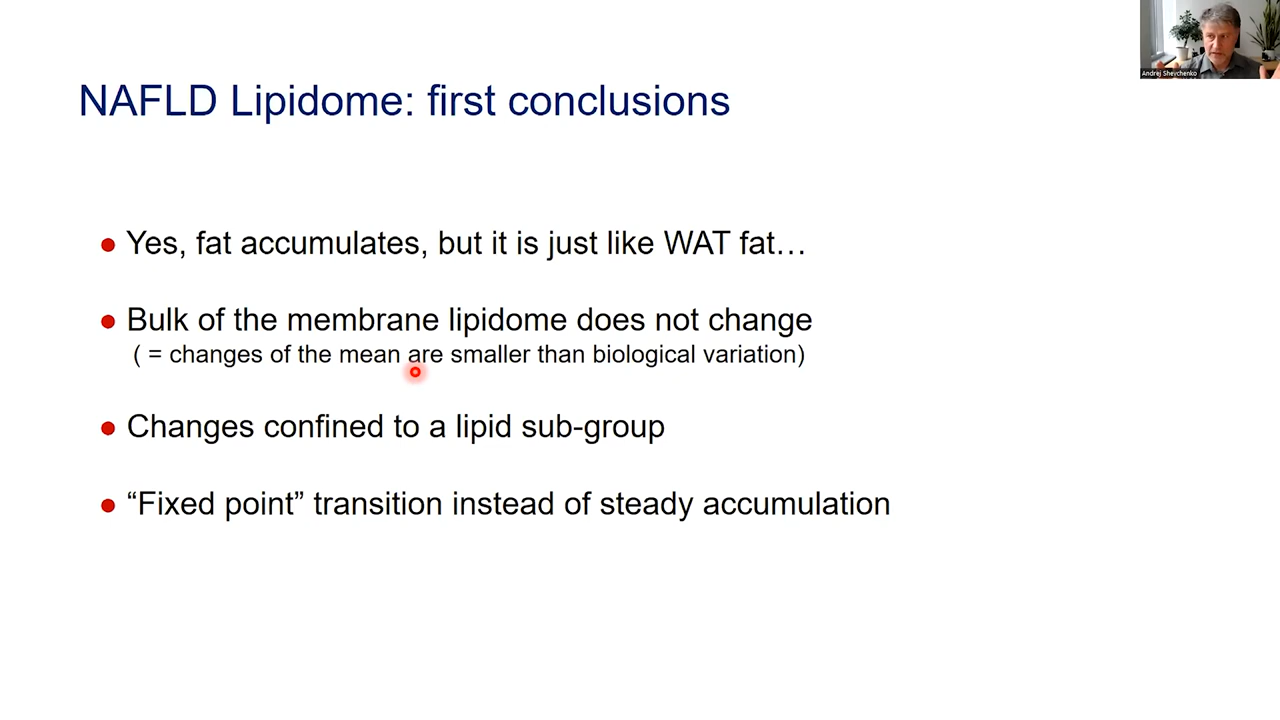 Andrej Shevchenko
NAFLD Lipidome: first conclusions
● Yes, fat accumulates, but it is just like WAT fat…
● Bulk of the membrane lipidome does not change
( = changes of the mean are smaller than biological variation)
● Changes confined to a lipid sub-group
● “Fixed point” transition instead of steady accumulation